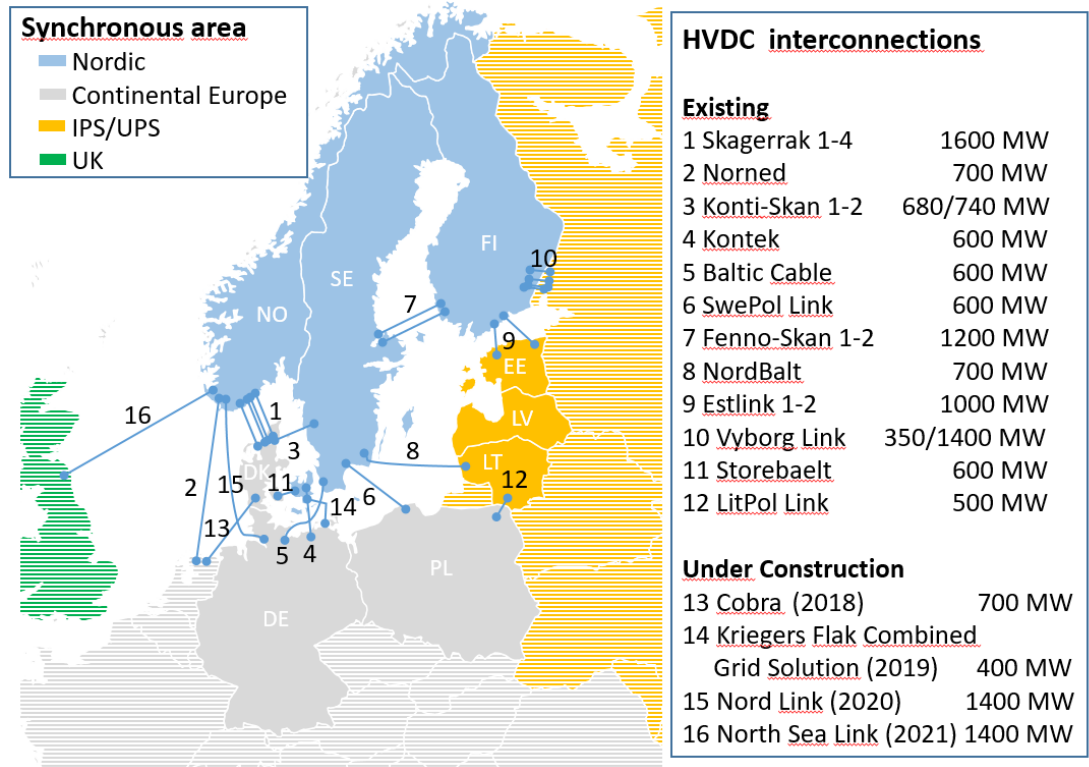 Synchronous area
Nordic
Continental Europe
IPS/UPS
UK
HVDC interconnections
Existing
1 Skagerrak 1-4 1600 MW
2 Norned 700 MW
3 Konti-Skan 1-2 680/740 MW
4 Kontek 600 MW
5 Baltic Cable 600 MW
6 SwePol Link 600 MW
7 Fenno-Skan 1-2 1200 MW
8 NordBalt 700 MW
9 Estlink 1-2 1000 MW
10 Vyborg Link 350/1400 MW
11 Storebaelt 600 MW
12 LitPol Link 500 MW
Under Construction
13 Cobra (2018) 700 MW
14 Kriegers Flak Combined
Grid Solution (2019) 400 MW
15 Nord Link (2020) 1400 MW
16 North Sea Link (2021) 1400 MW
FI
10
SE
7
NO
9
EE
16
1
LV
3
8
DK
LT
2
15
11
12
6
14
13
5
4
PL
DE